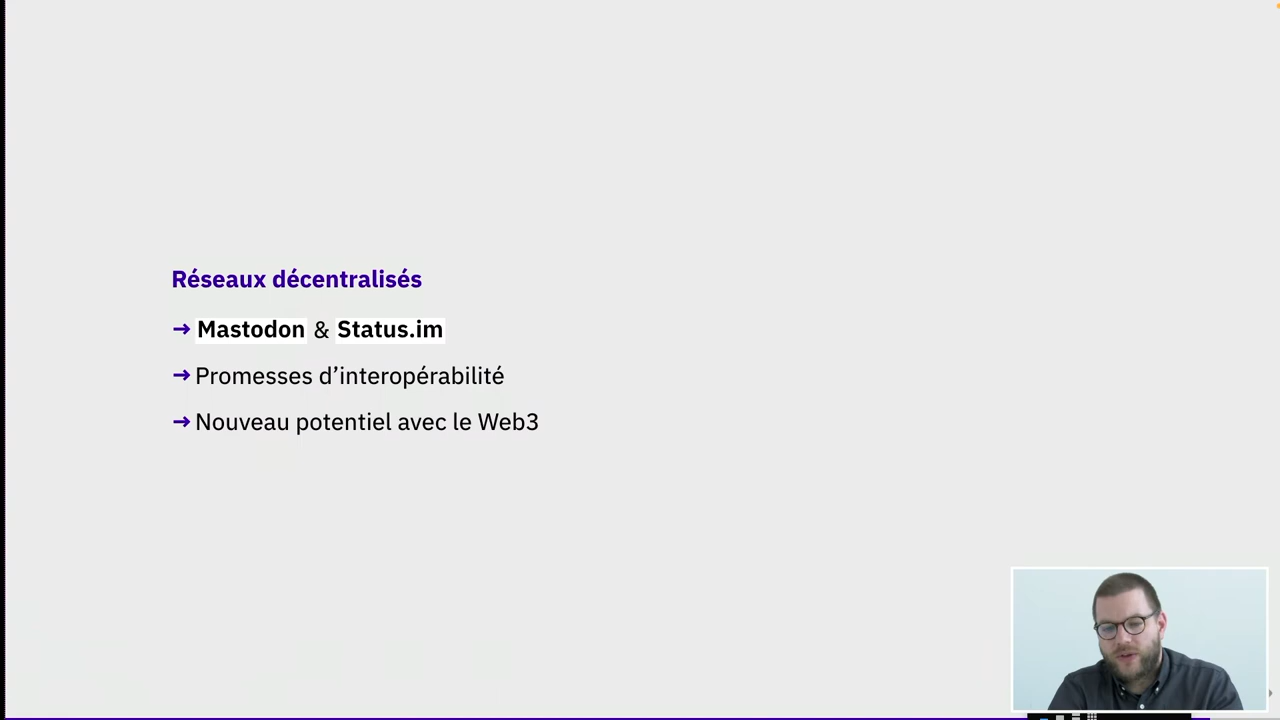 Réseaux décentralisés
→ Mastodon & Status.im
→ Promesses d’interopérabilité
→ Nouveau potentiel avec le Web3